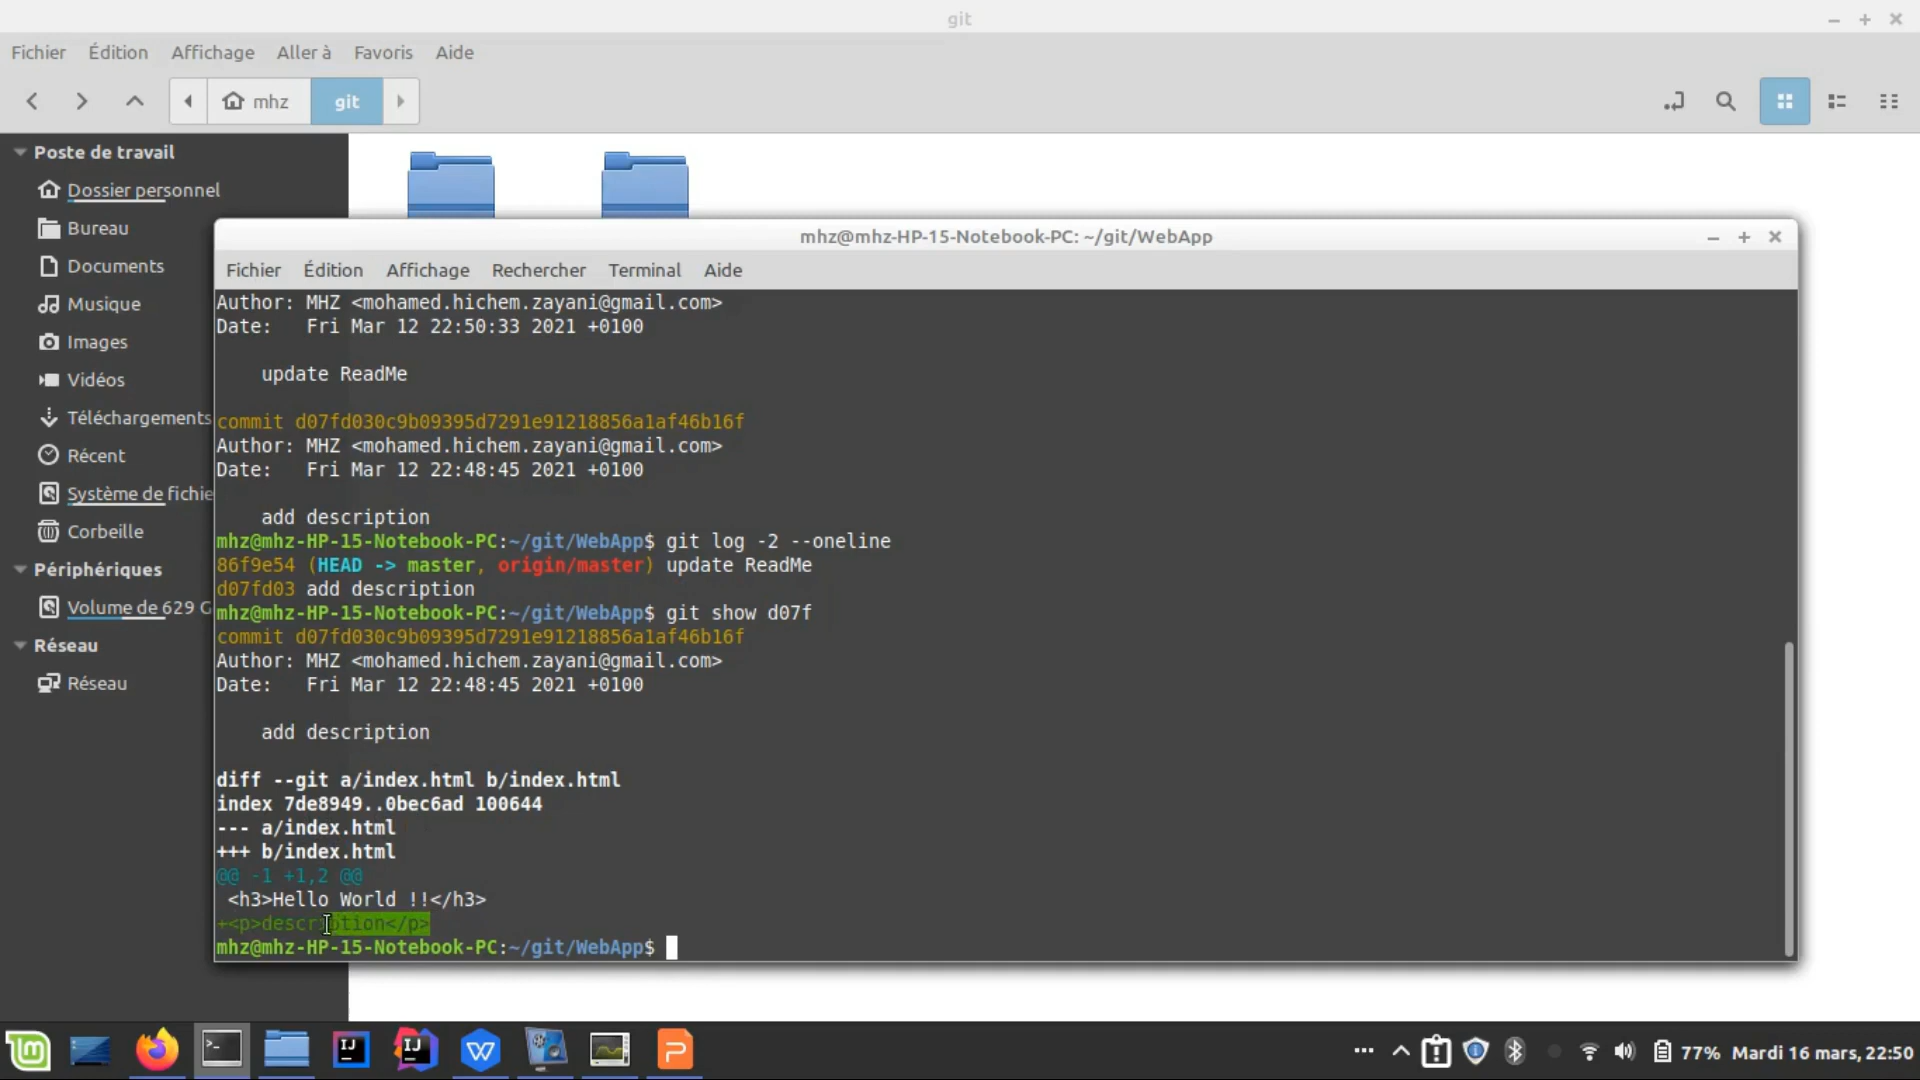 git
Fichier Édition Affichage Aller à Favoris Aide
mhz git
Poste de travail
Dossier personnel
Bureau
Documents
Musique
Images
Vidéos
Téléchargements
Récent
Système de fichie
Corbeille
Périphériques
Volume de 629 G
Réseau
Réseau
mhz@mhz-HP-15-Notebook-PC: ~/git/WebApp
Fichier Édition Affichage Rechercher Terminal Aide
Author: MHZ <mohamed.hichem.zayani@gmail.com>
Date:   Fri Mar 12 22:50:33 2021 +0100
    update ReadMe
commit d07fd030c9b09395d7291e91218856a1af46b16f
Author: MHZ <mohamed.hichem.zayani@gmail.com>
Date:   Fri Mar 12 22:48:45 2021 +0100
    add description
mhz@mhz-HP-15-Notebook-PC:~/git/WebApp$ git log -2 --oneline
86f9e54 (HEAD -> master, origin/master) update ReadMe
d07fd03 add description
mhz@mhz-HP-15-Notebook-PC:~/git/WebApp$ git show d07f
commit d07fd030c9b09395d7291e91218856a1af46b16f
Author: MHZ <mohamed.hichem.zayani@gmail.com>
Date:   Fri Mar 12 22:48:45 2021 +0100
    add description
diff --git a/index.html b/index.html
index 7de8949..0bec6ad 100644
--- a/index.html
+++ b/index.html
@@ -1 +1,2 @@
 <h3>Hello World !!</h3>
+<p>description</p>
mhz@mhz-HP-15-Notebook-PC:~/git/WebApp$
IJ IJ W P 77% Mardi 16 mars, 22:50